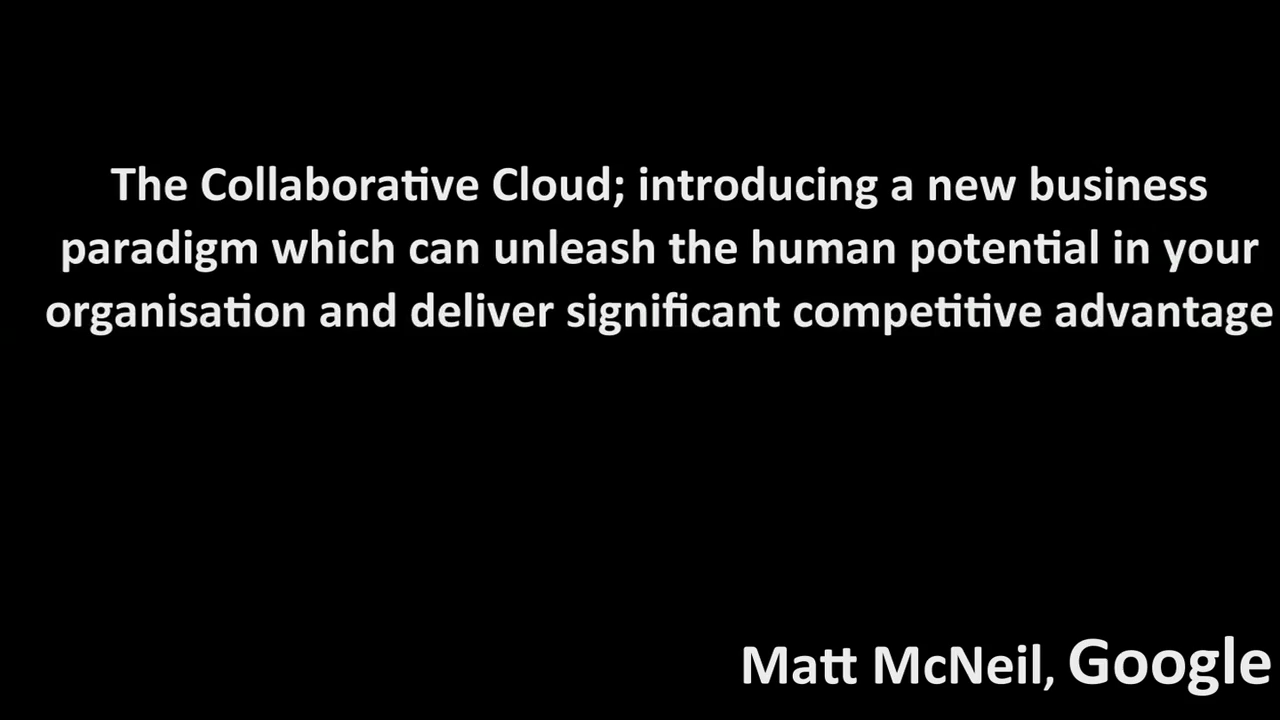 The Collaborative Cloud; introducing a new business
paradigm which can unleash the human potential in your
organisation and deliver significant competitive advantage
Matt McNeil, Google